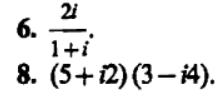 6. 2i/1+i.
8. (5+i2)(3−i4).